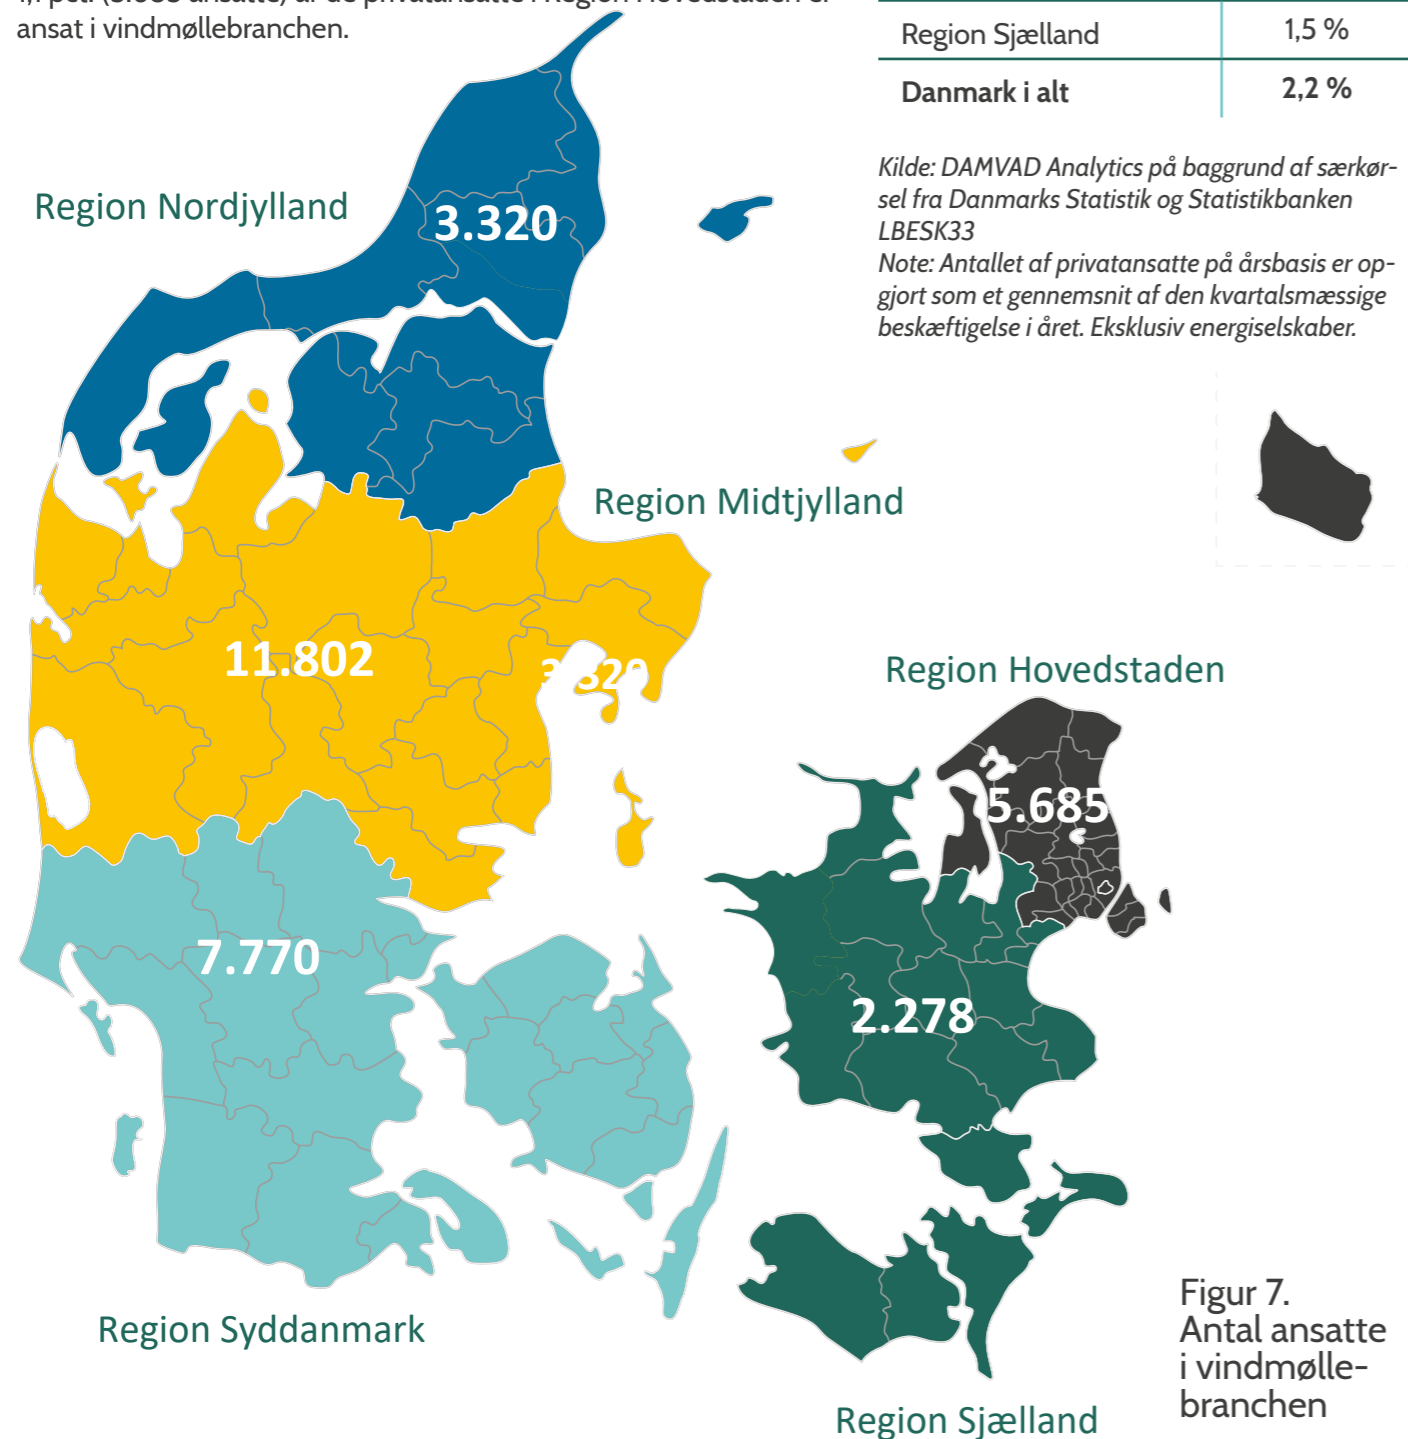 ansat i vindmøllebranchen.
Region Sjælland 1,5 %
Danmark i alt 2,2 %
Kilde: DAMVAD Analytics på baggrund af særkør-
sel fra Danmarks Statistik og Statistikbanken
LBESK33
Note: Antallet af privatansatte på årsbasis er op-
gjort som et gennemsnit af den kvartalsmæssige
beskæftigelse i året. Eksklusiv energiselskaber.
Region Nordjylland
3.320
Region Midtjylland
11.802
3.320
Region Hovedstaden
5.685
7.770
2.278
Region Syddanmark
Region Sjælland
Figur 7.
Antal ansatte
i vindmølle-
branchen